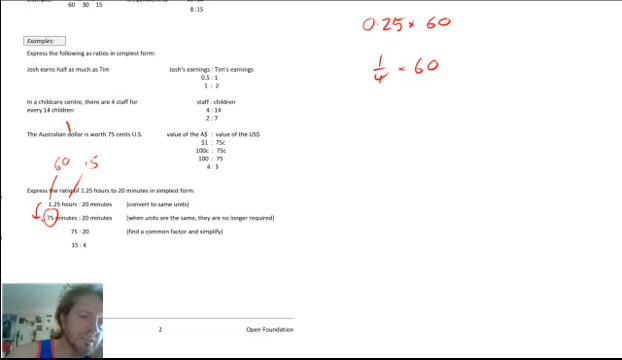 60 30 15
8 : 15
Examples:
Express the following as ratios in simplest form:
Josh earns half as much as Tim
Josh's earnings : Tim's earnings
0.5 : 1
1 : 2
In a childcare centre, there are 4 staff for
every 14 children
staff : children
4 : 14
2 : 7
The Australian dollar is worth 75 cents U.S.
value of the A$ : value of the US$
$1 : 75c
100c : 75c
100 : 75
4 : 3
60 15
Express the ratio of 1.25 hours to 20 minutes in simplest form.
1.25 hours : 20 minutes (convert to same units)
75 minutes : 20 minutes (when units are the same, they are no longer required)
75 : 20 (find a common factor and simplify)
15 : 4
2 Open Foundation
0.25 × 60
1/4 × 60